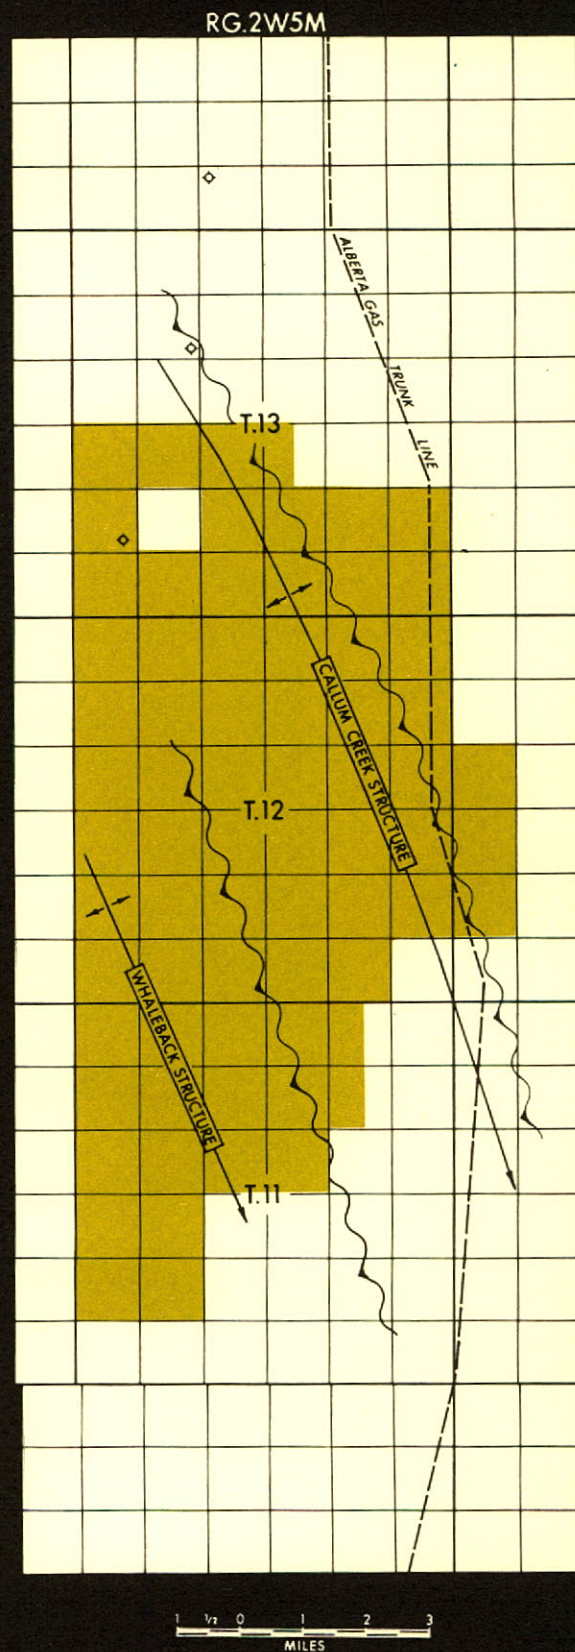 RG.2W5M
ALBERTA GAS TRUNK LINE
T.13
CALLUM CREEK STRUCTURE
T.12
WHALEBACK STRUCTURE
T.11
1 1/2 0 1 2 3
MILES